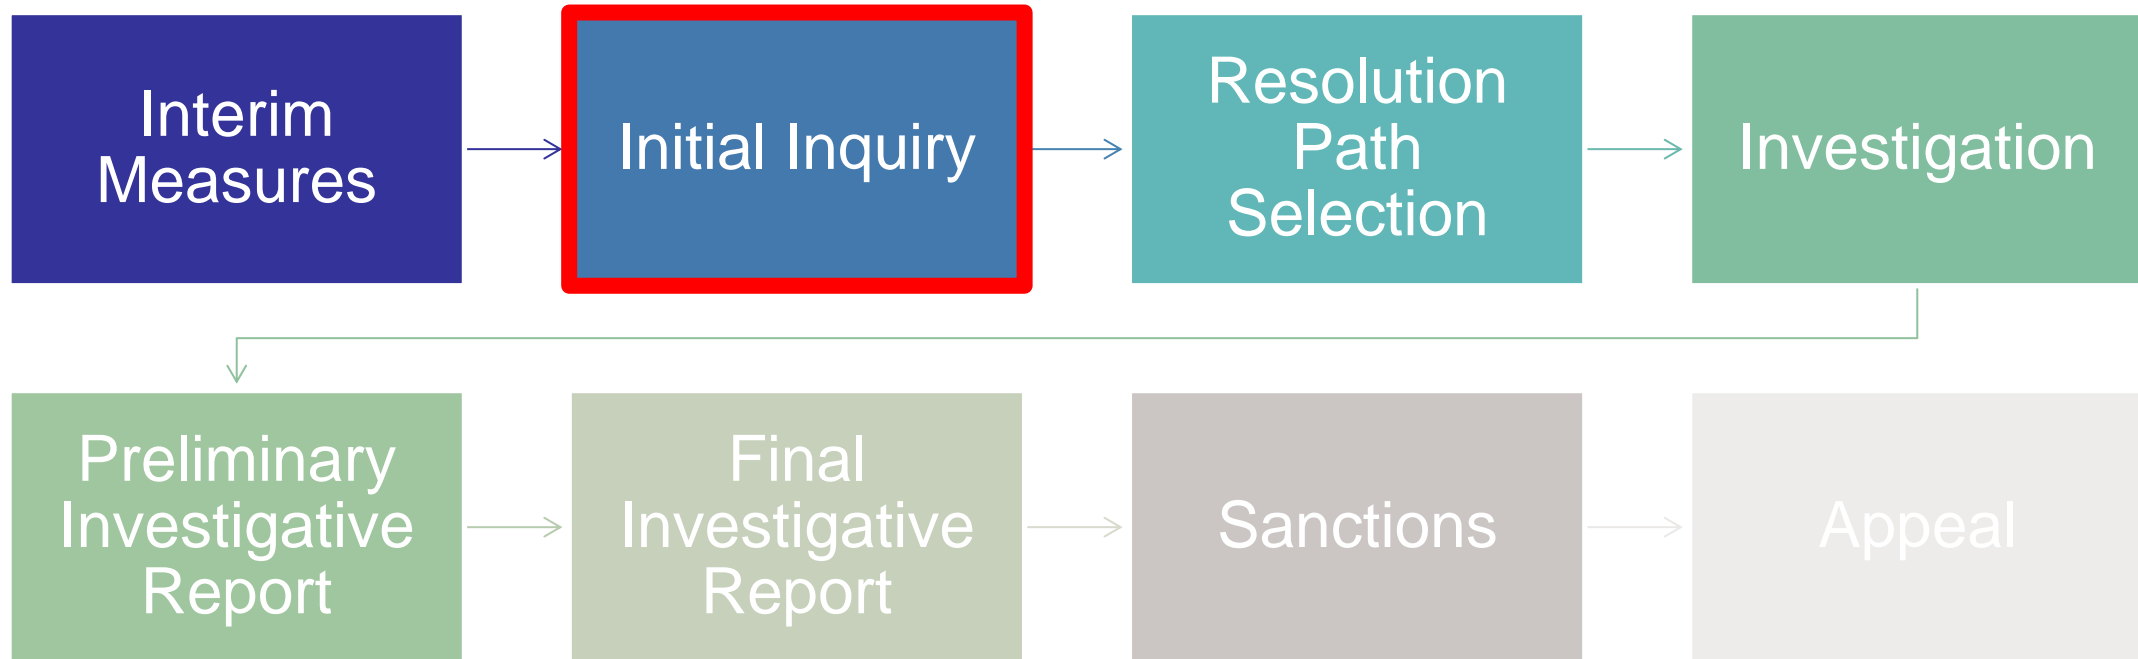 Interim
Measures
Initial Inquiry
Resolution
Path
Selection
Investigation
Preliminary
Investigative
Report
Final
Investigative
Report
Sanctions
Appeal